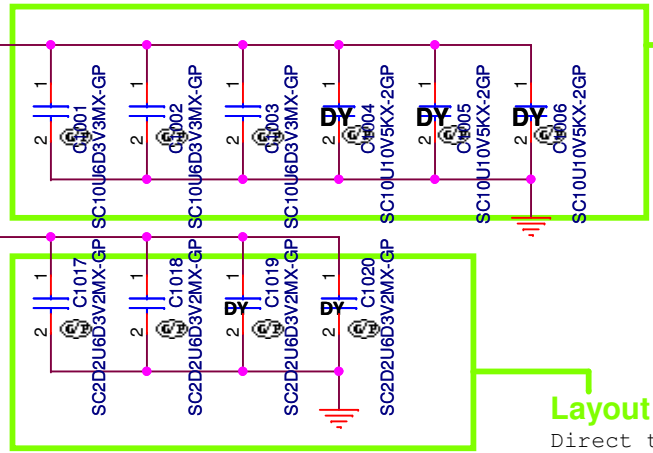 1
2
C1001
SC10U6D3V3MX-GP
1
2
C1002
SC10U6D3V3MX-GP
1
2
C1003
SC10U6D3V3MX-GP
1
2
DY
C1004
SC10U10V5KX-2GP
1
2
DY
C1005
SC10U10V5KX-2GP
1
2
DY
C1006
SC10U10V5KX-2GP
1
2
C1017
G/P
SC2D2U6D3V2MX-GP
1
2
C1018
G/P
SC2D2U6D3V2MX-GP
1
2
DY
C1019
G/P
SC2D2U6D3V2MX-GP
1
2
DY
C1020
G/P
SC2D2U6D3V2MX-GP
Layout
Direct t